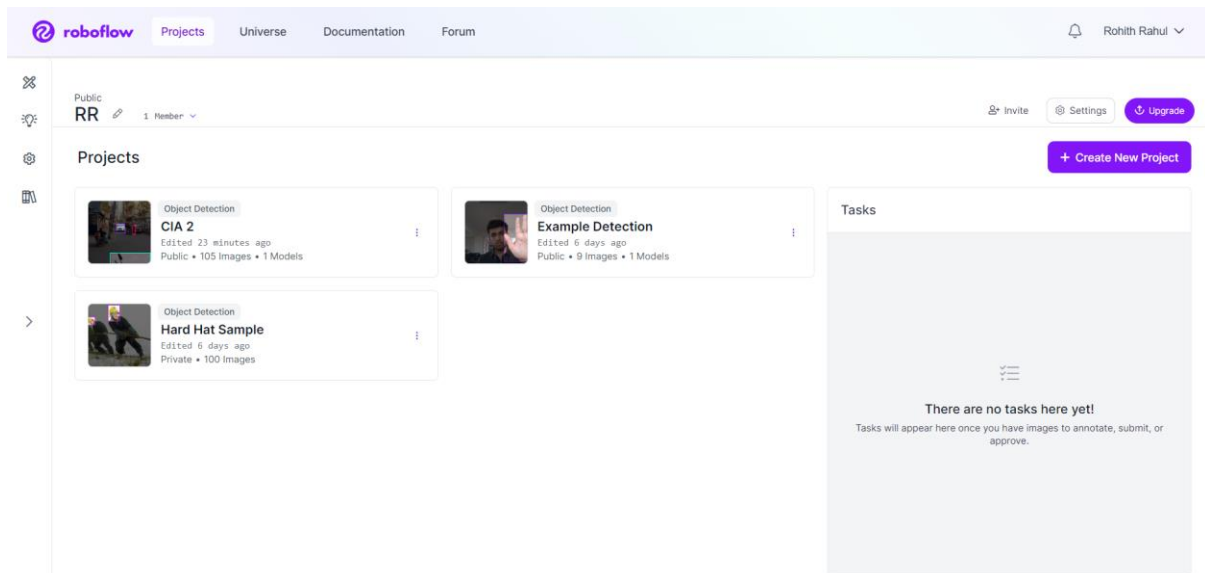 roboflow Projects Universe Documentation Forum Rohith Rahul
Public
RR 1 Member
Invite Settings Upgrade
Projects
+ Create New Project
Object Detection
CIA 2
Edited 23 minutes ago
Public • 105 Images • 1 Models
Object Detection
Example Detection
Edited 6 days ago
Public • 9 Images • 1 Models
Object Detection
Hard Hat Sample
Edited 6 days ago
Private • 100 Images
Tasks
There are no tasks here yet!
Tasks will appear here once you have images to annotate, submit, or
approve.